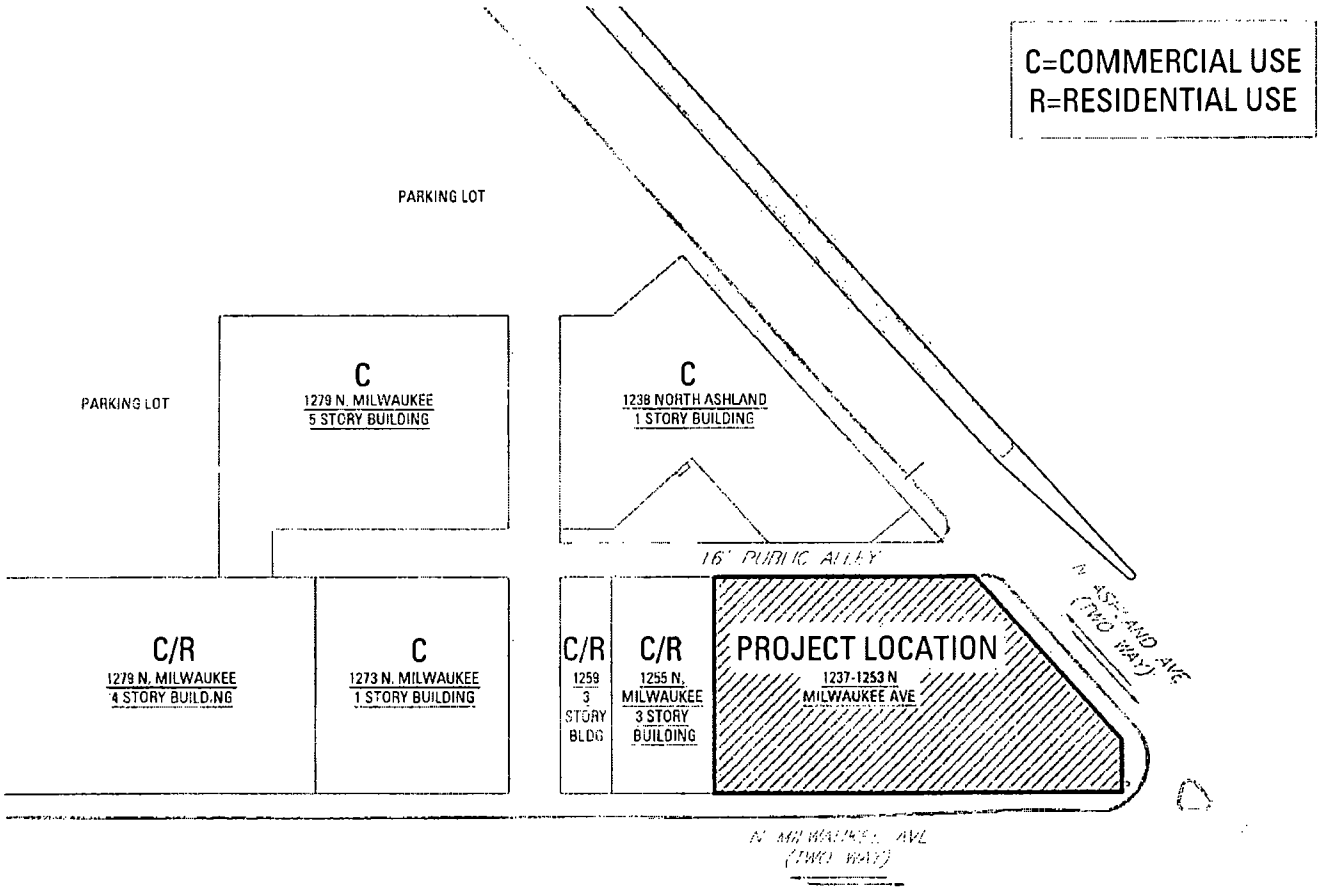 C=COMMERCIAL USE
R=RESIDENTIAL USE
PARKING LOT
PARKING LOT
C
1279 N. MILWAUKEE
5 STORY BUILDING
C
1238 NORTH ASHLAND
1 STORY BUILDING
16' PUBLIC ALLEY
N ASHLAND AVE
(TWO WAY)
C/R
1279 N. MILWAUKEE
4 STORY BUILDING
C
1273 N. MILWAUKEE
1 STORY BUILDING
C/R
1259
3
STORY
BLDG
C/R
1255 N.
MILWAUKEE
3 STORY
BUILDING
PROJECT LOCATION
1237-1253 N
MILWAUKEE AVE
N MILWAUKEE AVE
(TWO WAY)